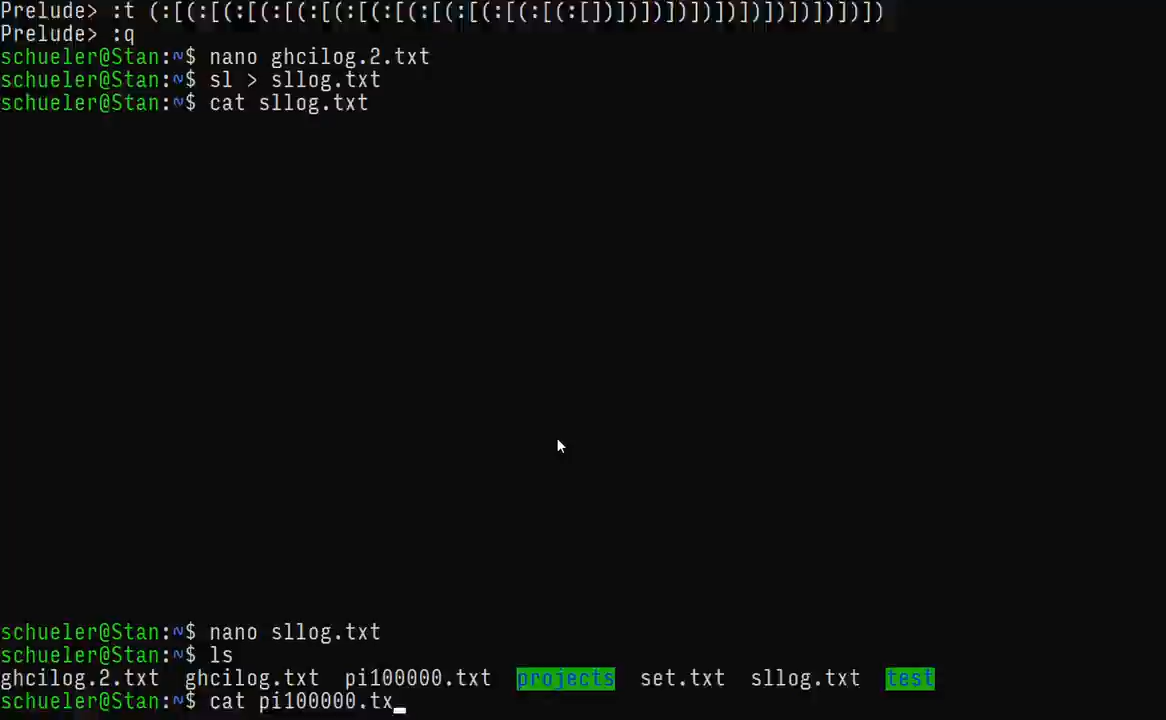 Prelude> :t (:[(:[(:[(:[(:[(:[(:[(:[(:[(:[(:[(:[(:[])])])])])])])])])])])])])
Prelude> :q
schueler@Stan:~$ nano ghcilog.2.txt
schueler@Stan:~$ sl > sllog.txt
schueler@Stan:~$ cat sllog.txt
schueler@Stan:~$ nano sllog.txt
schueler@Stan:~$ ls
ghcilog.2.txt  ghcilog.txt  pi100000.txt  projects  set.txt  sllog.txt  test
schueler@Stan:~$ cat pi100000.tx_